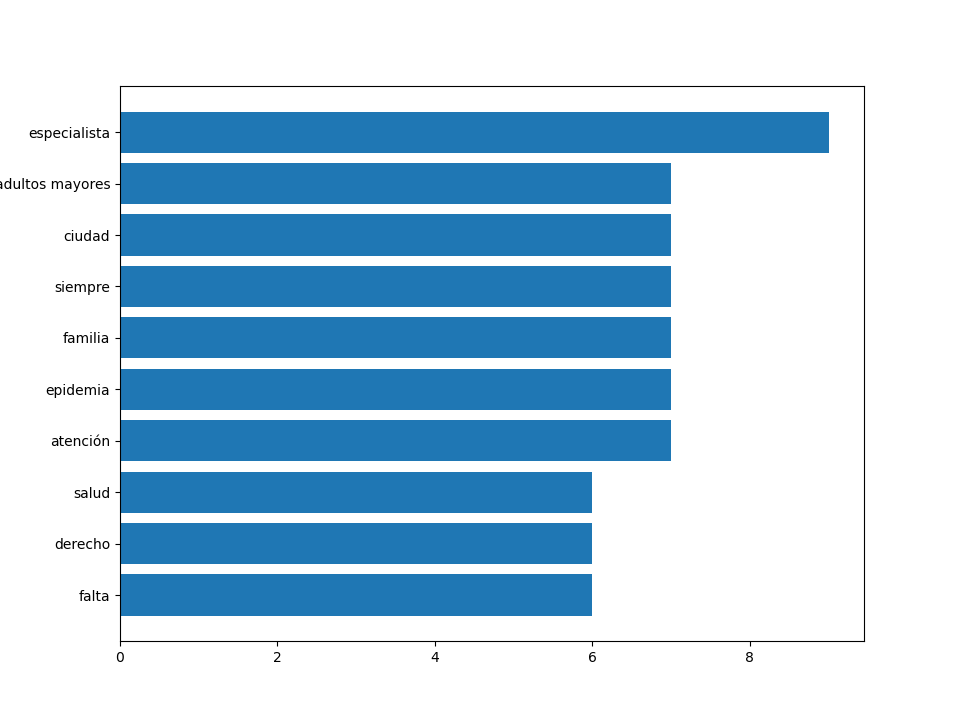 especialista
adultos mayores
ciudad
siempre
familia
epidemia
atención
salud
derecho
falta
0 2 4 6 8